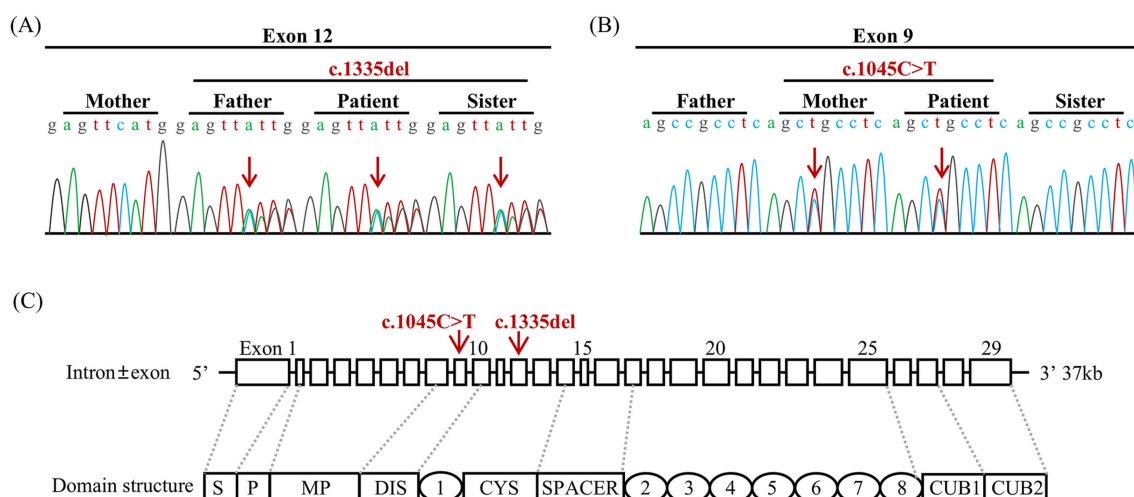 (A)
Exon 12
c.1335del
Mother Father Patient Sister
g a g t t c a t g g a g t t a t t g g a g t t a t t g g a g t t a t t g
(B)
Exon 9
c.1045C>T
Father Mother Patient Sister
a g c c g c c t c a g c t g c c t c a g c t g c c t c a g c c g c c t c
(C)
c.1045C>T c.1335del
Exon 1 10 15 20 25 29
Intron±exon 5’ 3’ 37kb
Domain structure S P MP DIS 1 CYS SPACER 2 3 4 5 6 7 8 CUB1 CUB2